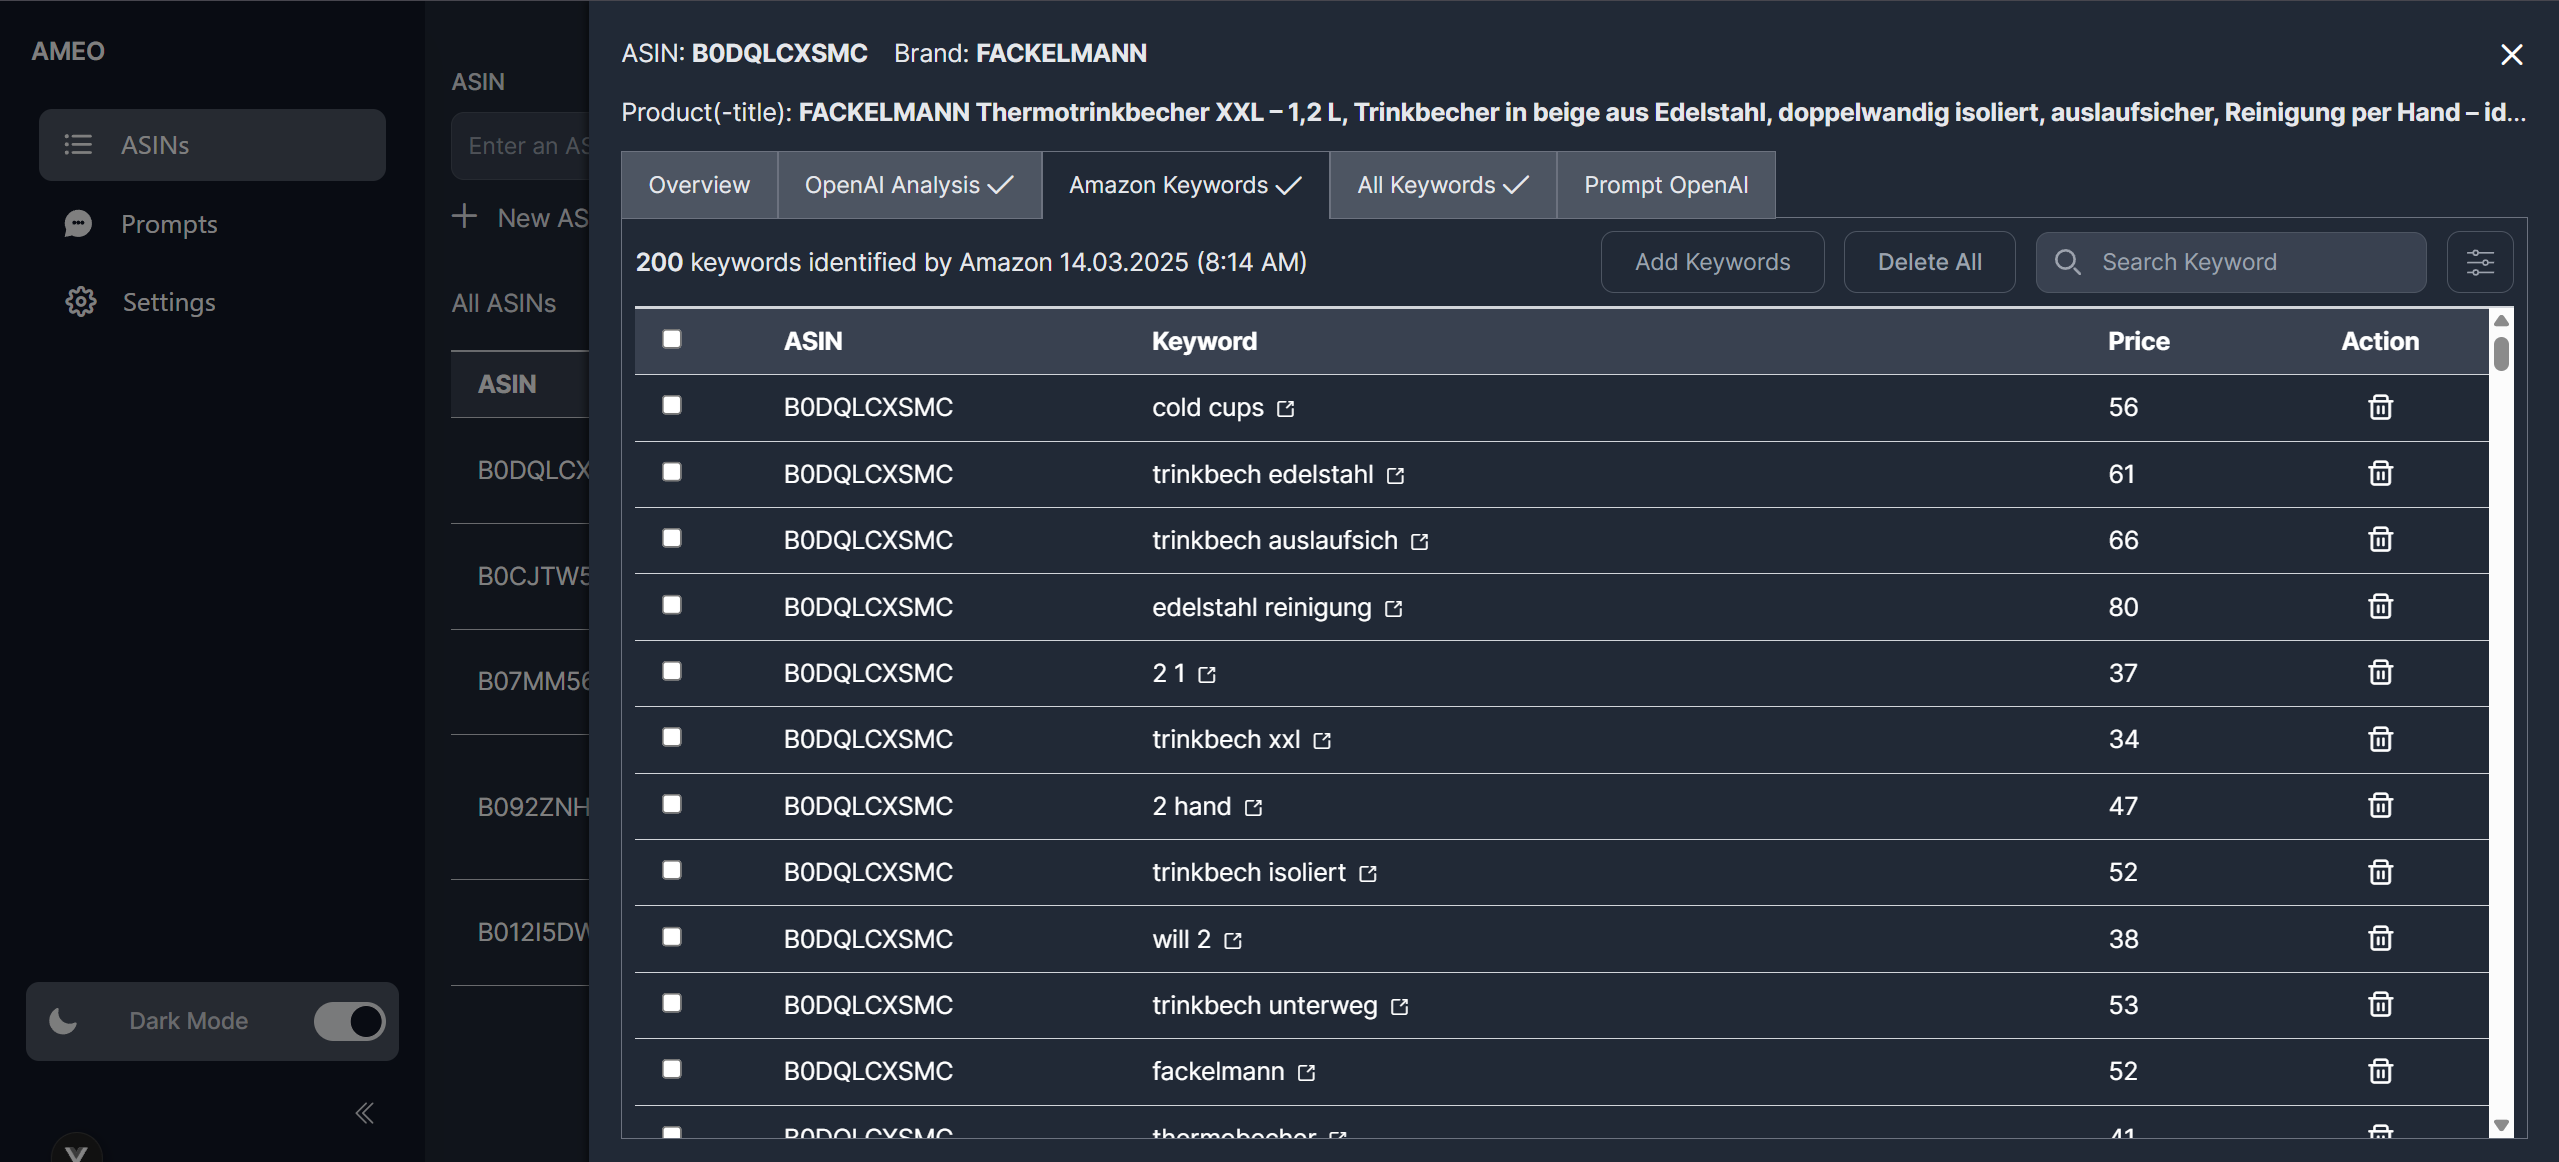 AMEO
ASINs
Prompts
Settings
Dark Mode
ASIN
Enter an AS
New AS
All ASINs
ASIN
B0DQLCX
B0CJTW5
B07MM56
B092ZNH
B012I5DW
ASIN: B0DQLCXSMC Brand: FACKELMANN
Product(-title): FACKELMANN Thermotrinkbecher XXL – 1,2 L, Trinkbecher in beige aus Edelstahl, doppelwandig isoliert, auslaufsicher, Reinigung per Hand – id...
Overview OpenAI Analysis Amazon Keywords All Keywords Prompt OpenAI
200 keywords identified by Amazon 14.03.2025 (8:14 AM) Add Keywords Delete All Search Keyword
ASIN Keyword Price Action
B0DQLCXSMC cold cups 56
B0DQLCXSMC trinkbech edelstahl 61
B0DQLCXSMC trinkbech auslaufsich 66
B0DQLCXSMC edelstahl reinigung 80
B0DQLCXSMC 2 1 37
B0DQLCXSMC trinkbech xxl 34
B0DQLCXSMC 2 hand 47
B0DQLCXSMC trinkbech isoliert 52
B0DQLCXSMC will 2 38
B0DQLCXSMC trinkbech unterweg 53
B0DQLCXSMC fackelmann 52
B0DQLCXSMC thermobecher 41